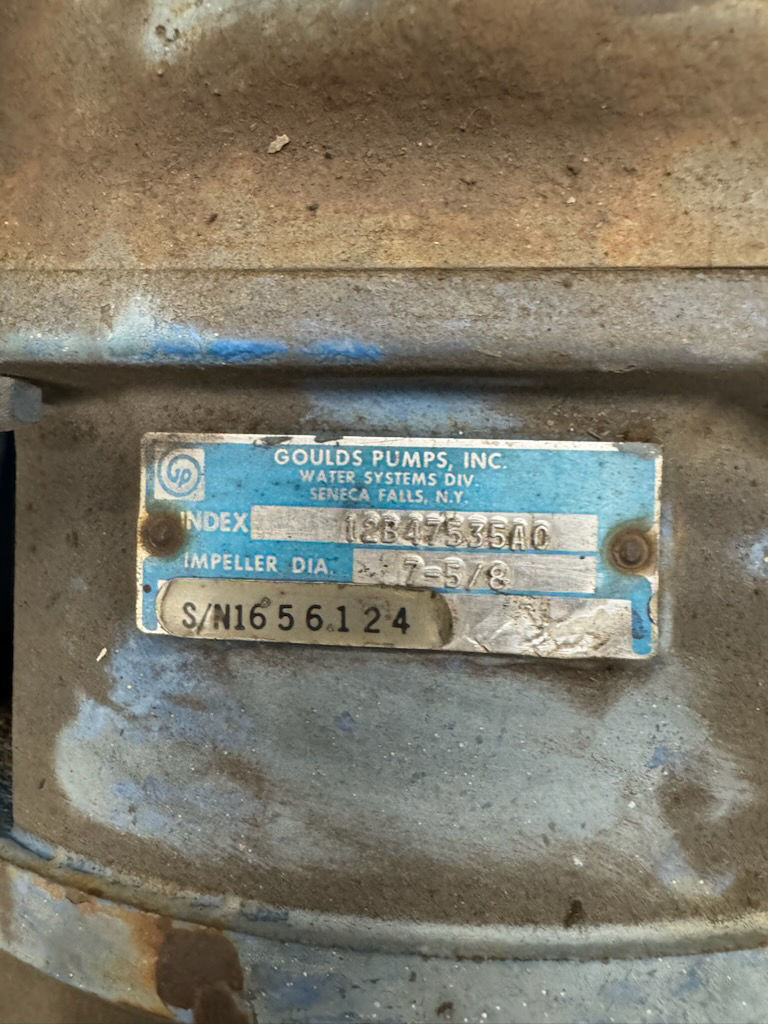 GP
GOULDS PUMPS, INC.
WATER SYSTEMS DIV.
SENECA FALLS, N.Y.
INDEX 12B47535A0
IMPELLER DIA. 7-5/8
S/N1656124